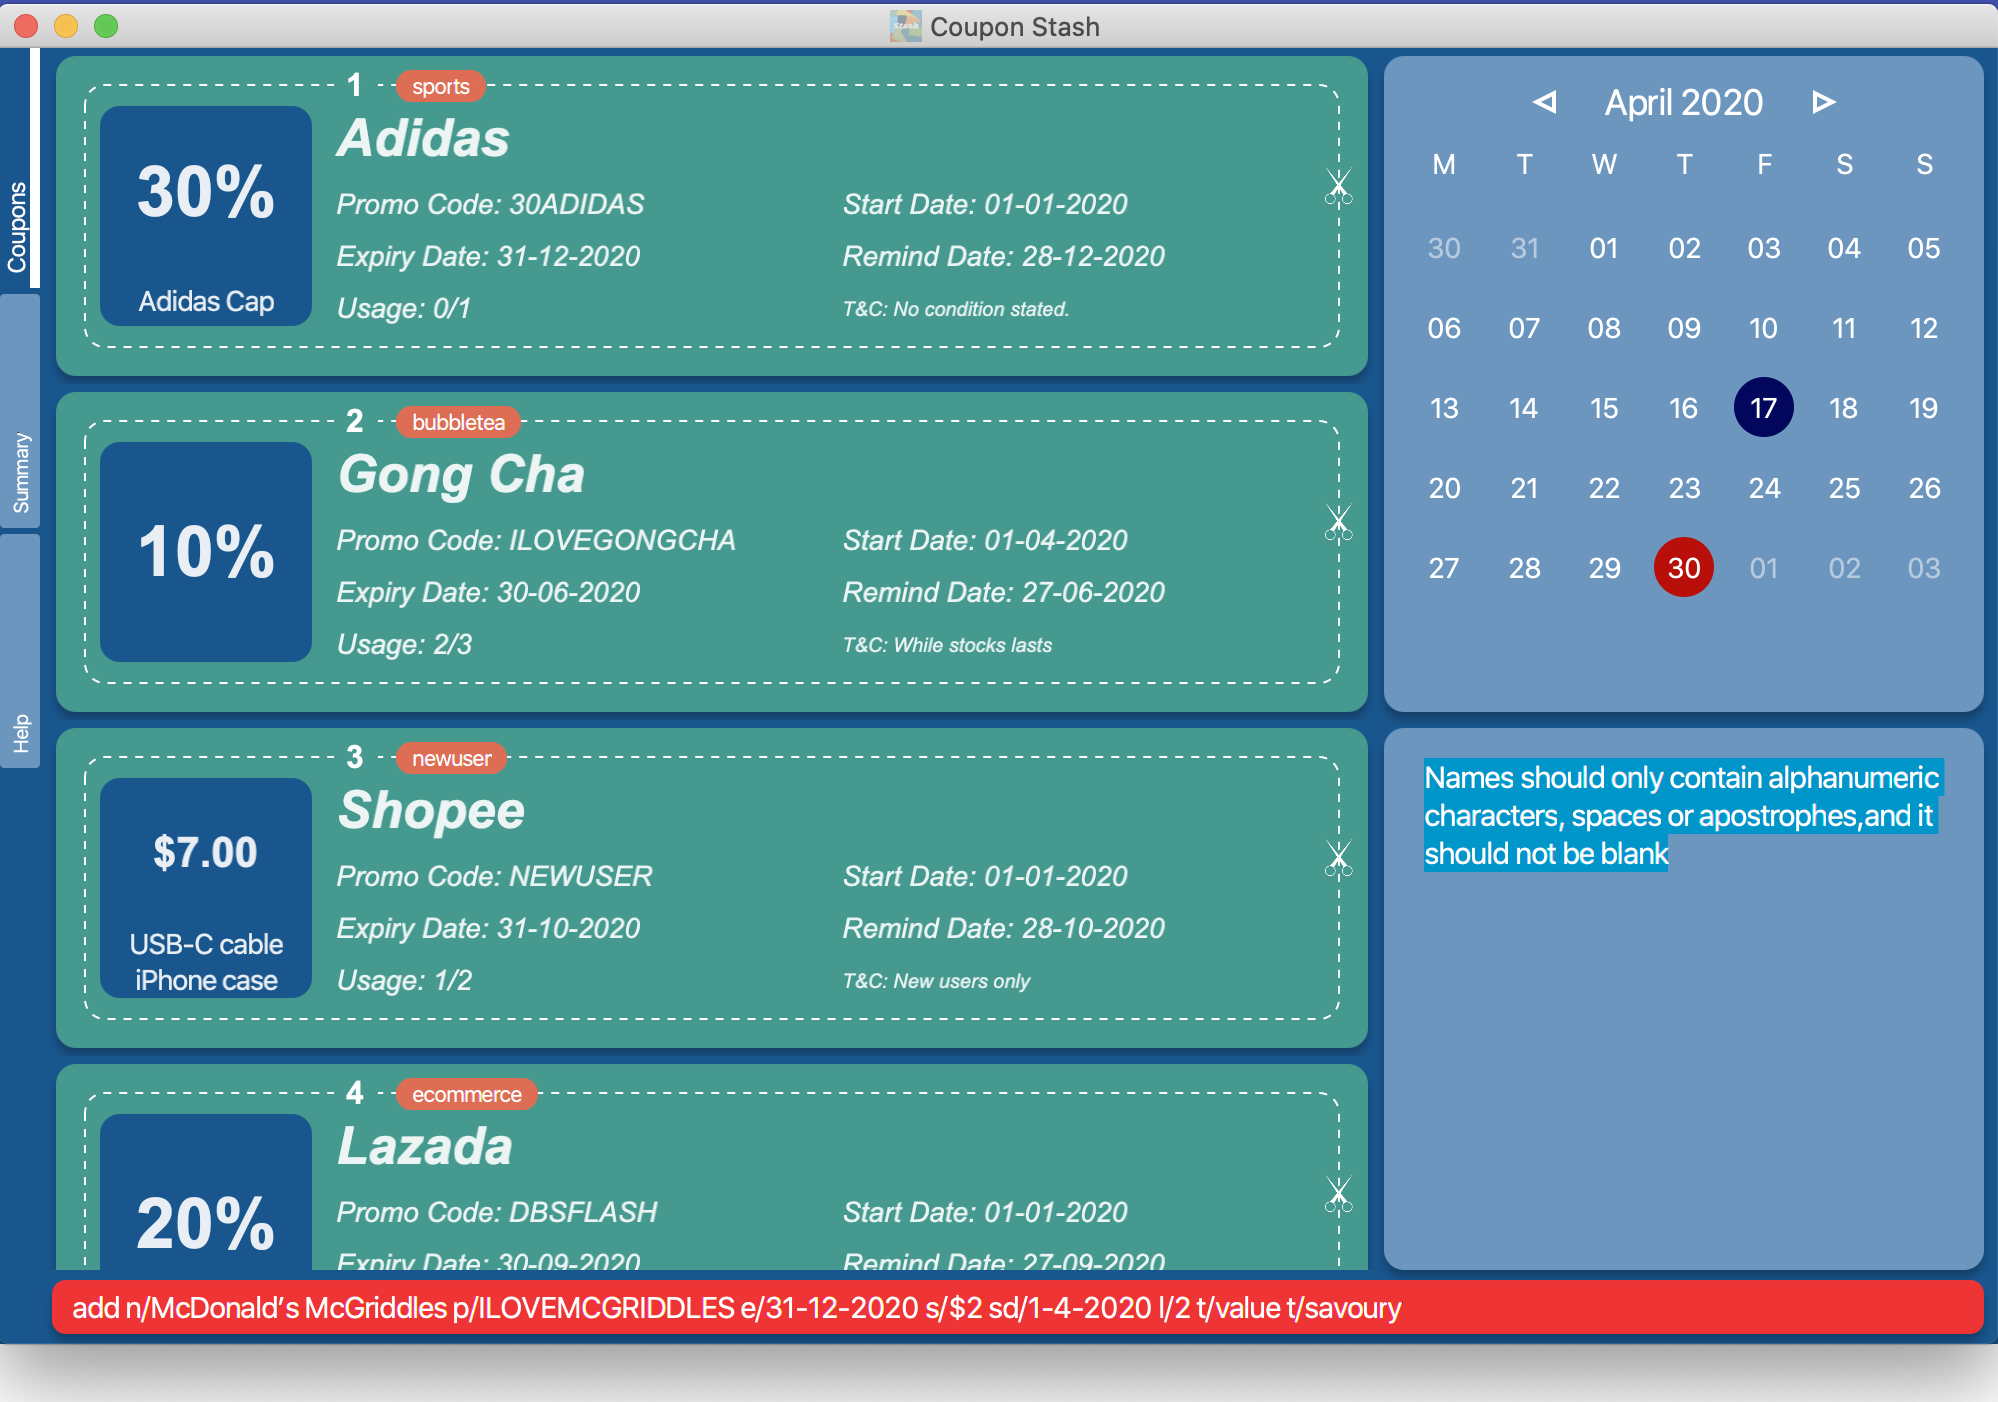 Stash
Coupon Stash
Coupons
Summary
Help
1 sports
Adidas
30%
Adidas Cap
Promo Code: 30ADIDAS
Start Date: 01-01-2020
Expiry Date: 31-12-2020
Remind Date: 28-12-2020
Usage: 0/1
T&C: No condition stated.
2 bubbletea
Gong Cha
10%
Promo Code: ILOVEGONGCHA
Start Date: 01-04-2020
Expiry Date: 30-06-2020
Remind Date: 27-06-2020
Usage: 2/3
T&C: While stocks lasts
3 newuser
Shopee
$7.00
USB-C cable
iPhone case
Promo Code: NEWUSER
Start Date: 01-01-2020
Expiry Date: 31-10-2020
Remind Date: 28-10-2020
Usage: 1/2
T&C: New users only
4 ecommerce
Lazada
20%
Promo Code: DBSFLASH
Start Date: 01-01-2020
Expiry Date: 30-09-2020
Remind Date: 27-09-2020
April 2020
M T W T F S S
30 31 01 02 03 04 05
06 07 08 09 10 11 12
13 14 15 16 17 18 19
20 21 22 23 24 25 26
27 28 29 30 01 02 03
Names should only contain alphanumeric
characters, spaces or apostrophes,and it
should not be blank
add n/McDonald’s McGriddles p/ILOVEMCGRIDDLES e/31-12-2020 s/$2 sd/1-4-2020 l/2 t/value t/savoury